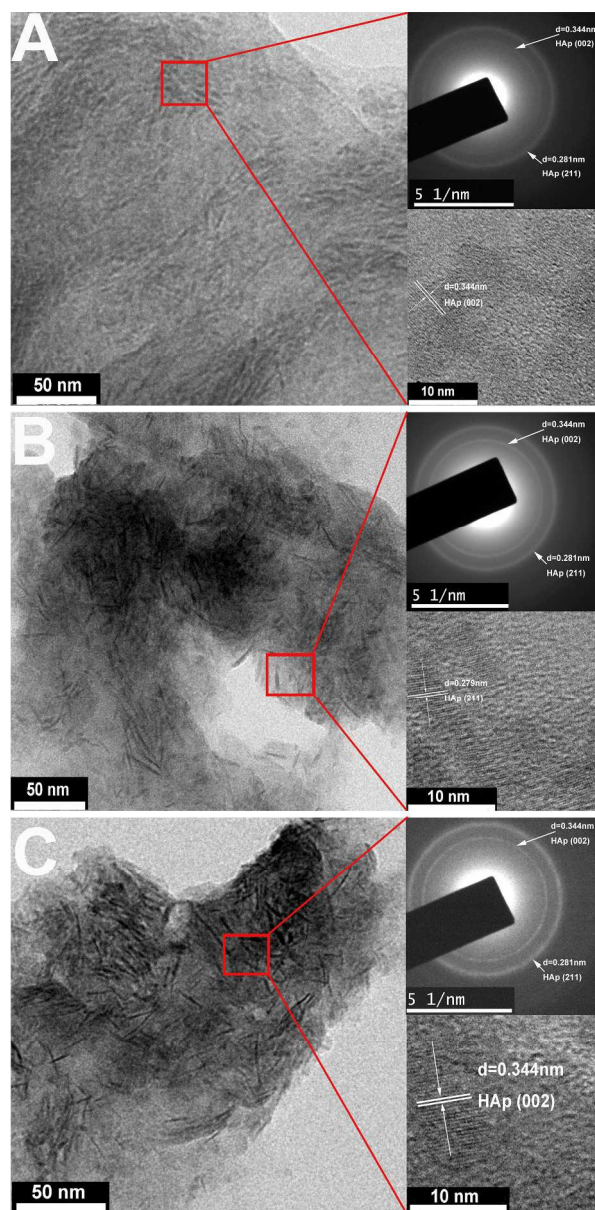 A
d=0.344nm
HAp (002)
d=0.281nm
HAp (211)
5 1/nm
d=0.344nm
HAp (002)
50 nm
10 nm
B
d=0.344nm
HAp (002)
d=0.281nm
HAp (211)
5 1/nm
d=0.279nm
HAp (211)
50 nm
10 nm
C
d=0.344nm
HAp (002)
d=0.281nm
HAp (211)
5 1/nm
d=0.344nm
HAp (002)
50 nm
10 nm